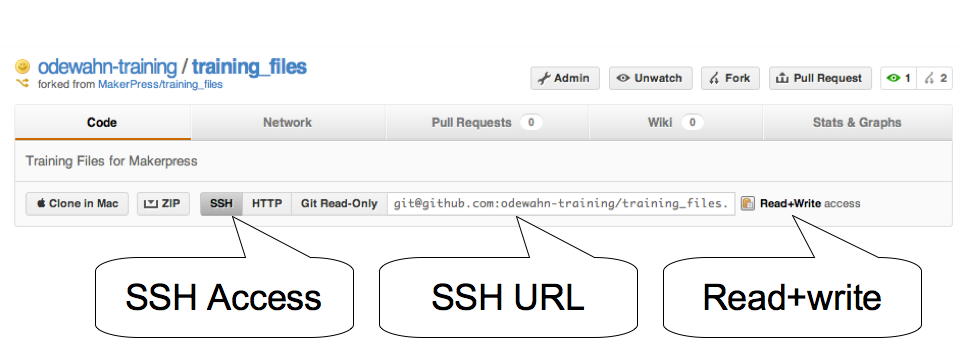 odewahn-training / training_files
forked from MakerPress/training_files
Admin Unwatch Fork Pull Request 1 2
Code Network Pull Requests 0 Wiki 0 Stats & Graphs
Training Files for Makerpress
Clone in Mac ZIP SSH HTTP Git Read-Only git@github.com:odewahn-training/training_files. Read+Write access
SSH Access SSH URL Read+write